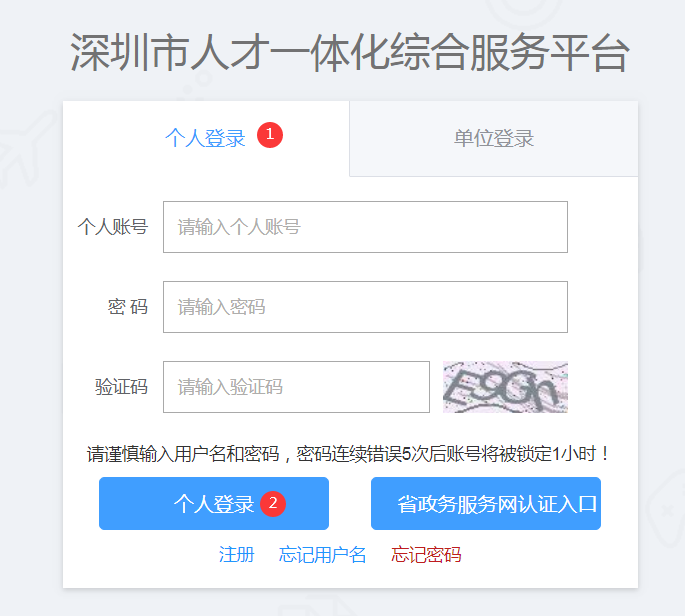 深圳市人才一体化综合服务平台
个人登录 1 单位登录
个人账号 请输入个人账号
密 码 请输入密码
验证码 请输入验证码 ESGh
请谨慎输入用户名和密码，密码连续错误5次后账号将被锁定1小时！
个人登录 2 省政务服务网认证入口
注册 忘记用户名 忘记密码